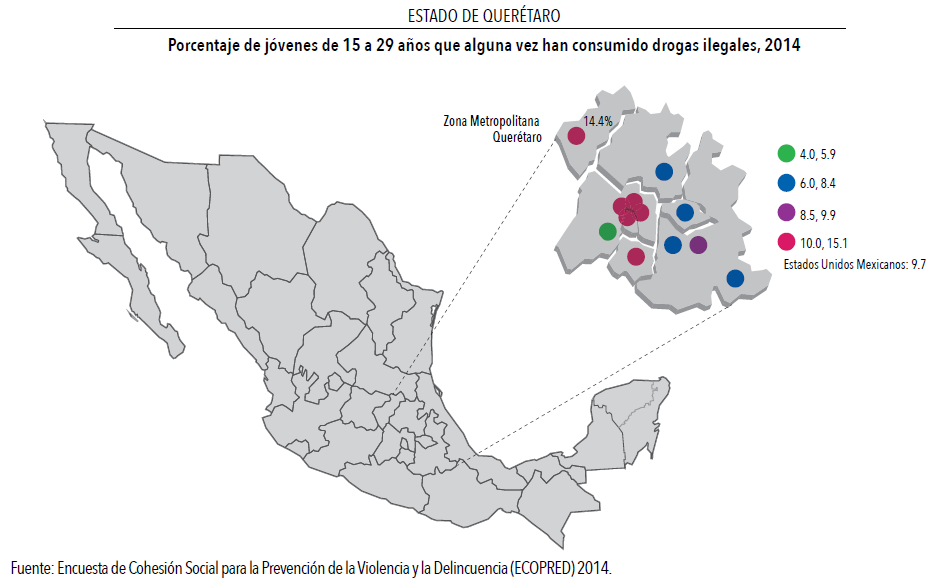 ESTADO DE QUERÉTARO
Porcentaje de jóvenes de 15 a 29 años que alguna vez han consumido drogas ilegales, 2014
Zona Metropolitana
Querétaro
14.4%
4.0, 5.9
6.0, 8.4
8.5, 9.9
10.0, 15.1
Estados Unidos Mexicanos: 9.7
Fuente: Encuesta de Cohesión Social para la Prevención de la Violencia y la Delincuencia (ECOPRED) 2014.